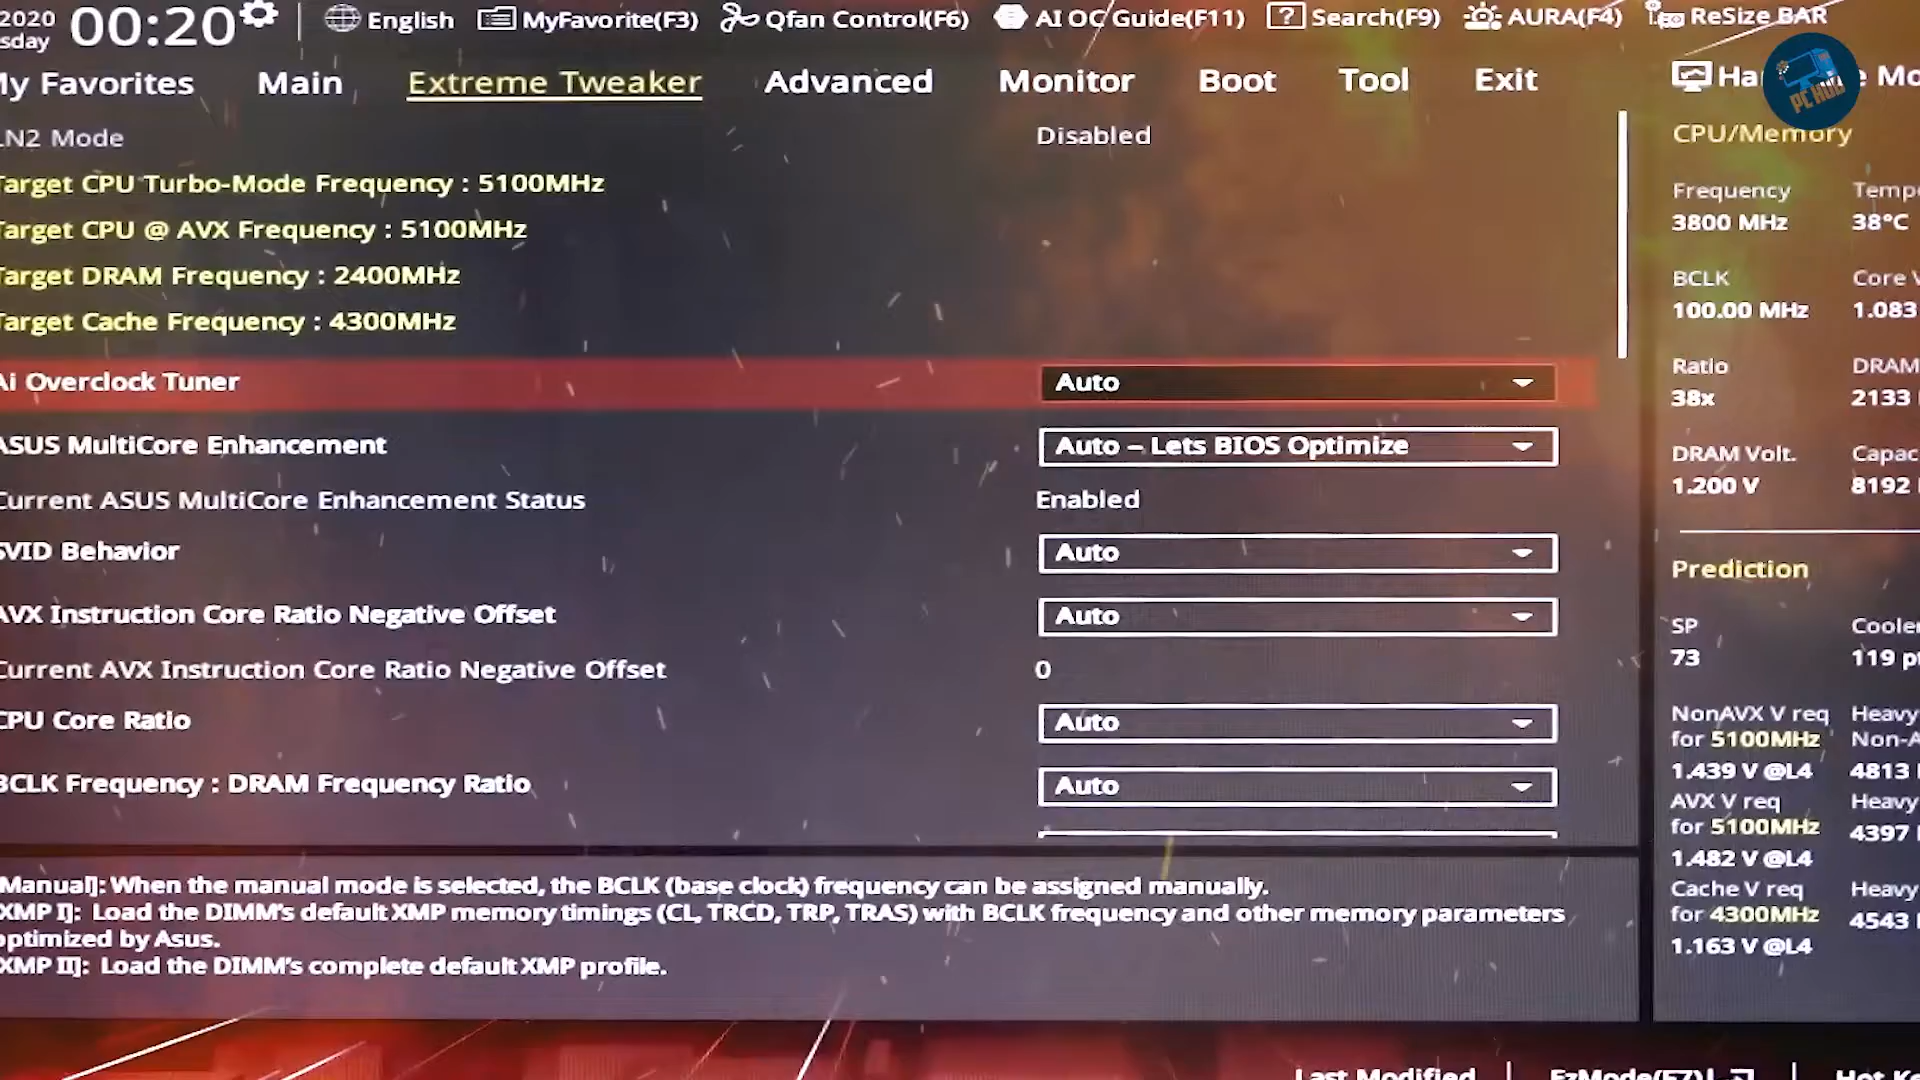 2020
sday
00:20
English
MyFavorite(F3)
Qfan Control(F6)
AI OC Guide(F11)
Search(F9)
AURA(F4)
ReSize BAR
My Favorites
Main
Extreme Tweaker
Advanced
Monitor
Boot
Tool
Exit
PC HUB
LN2 Mode
Disabled
Target CPU Turbo-Mode Frequency : 5100MHz
Target CPU @ AVX Frequency : 5100MHz
Target DRAM Frequency : 2400MHz
Target Cache Frequency : 4300MHz
Ai Overclock Tuner
Auto
ASUS MultiCore Enhancement
Auto – Lets BIOS Optimize
Current ASUS MultiCore Enhancement Status
Enabled
SVID Behavior
Auto
AVX Instruction Core Ratio Negative Offset
Auto
Current AVX Instruction Core Ratio Negative Offset
0
CPU Core Ratio
Auto
BCLK Frequency : DRAM Frequency Ratio
Auto
[Manual]: When the manual mode is selected, the BCLK (base clock) frequency can be assigned manually.
[XMP I]: Load the DIMM's default XMP memory timings (CL, TRCD, TRP, TRAS) with BCLK frequency and other memory parameters
optimized by Asus.
[XMP II]: Load the DIMM's complete default XMP profile.
CPU/Memory
Frequency
3800 MHz
38°C
BCLK
Core V
100.00 MHz
1.083
Ratio
DRAM
38x
2133
DRAM Volt.
Capac
1.200 V
8192
Prediction
SP
Cooler
73
119 pt
NonAVX V req
Heavy
for 5100MHz
Non-A
1.439 V @L4
4813
AVX V req
Heavy
for 5100MHz
4397
1.482 V @L4
Cache V req
Heavy
for 4300MHz
4543
1.163 V @L4
Last Modified
EzMode(F7)
Hot Ke